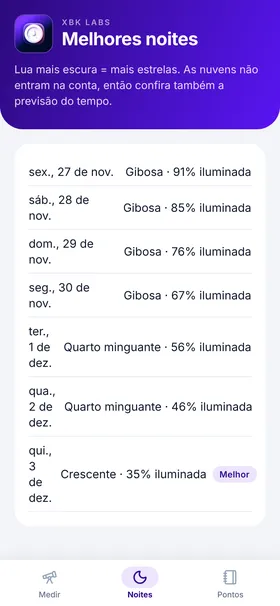 XBK LABS
Melhores noites
Lua mais escura = mais estrelas. As nuvens não
entram na conta, então confira também a
previsão do tempo.
sex., 27 de nov. Gibosa · 91% iluminada
sáb., 28 de
nov.
Gibosa · 85% iluminada
dom., 29 de
nov.
Gibosa · 76% iluminada
seg., 30 de
nov.
Gibosa · 67% iluminada
ter.,
1 de
dez.
Quarto minguante · 56% iluminada
qua.,
2 de
dez.
Quarto minguante · 46% iluminada
qui.,
3
de
dez.
Crescente · 35% iluminada Melhor
Medir Noites Pontos